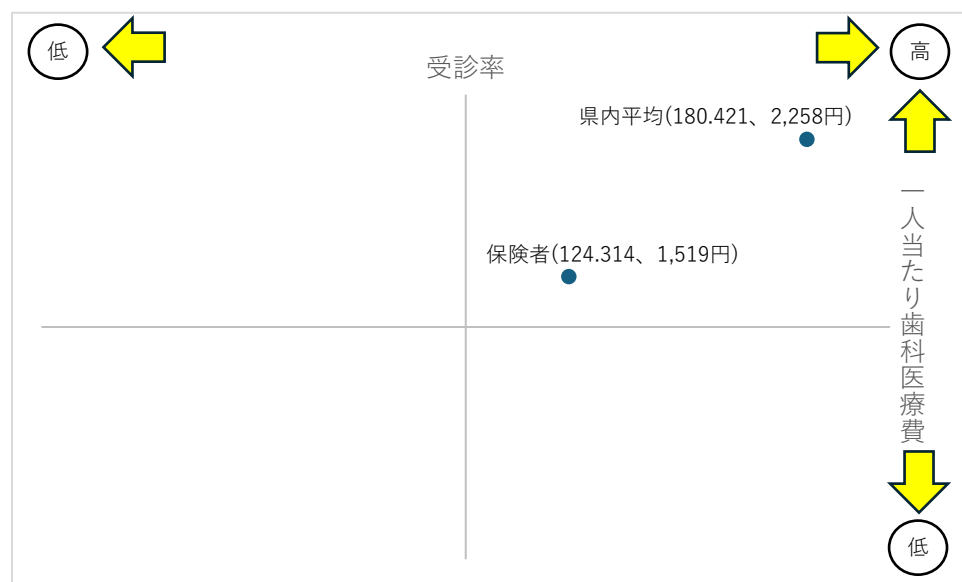 低
高
受診率
県内平均(180.421、2,258円)
保険者(124.314、1,519円)
一人当たり歯科医療費
低